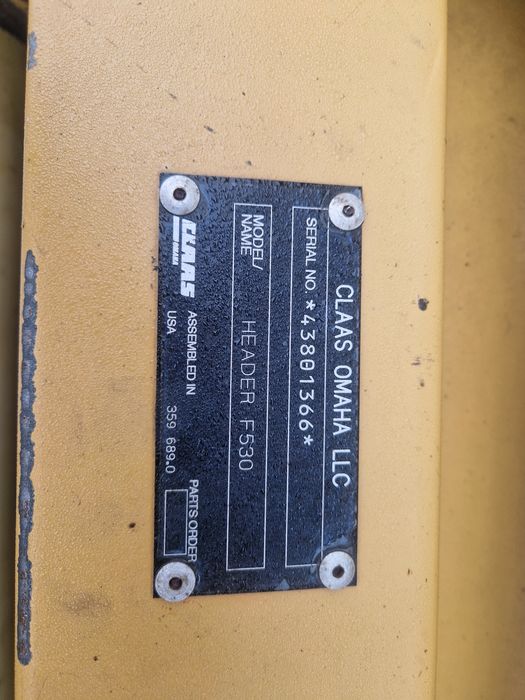 CLAAS OMAHA LLC
SERIAL NO. *43801366*
MODEL/
NAME HEADER F530
CLAAS
OMAHA
ASSEMBLED IN
USA
359 689.0
PARTS ORDER